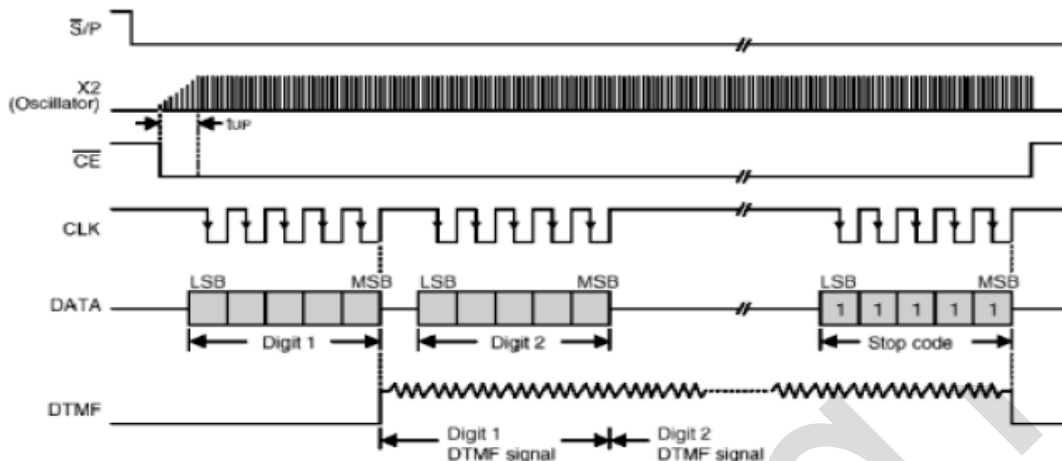 S̅/P
X2
(Oscillator)
tUP
C̅E̅
CLK
LSB MSB LSB MSB LSB MSB
DATA
1 1 1 1 1
Digit 1 Digit 2 Stop code
DTMF
Digit 1
DTMF signal
Digit 2
DTMF signal